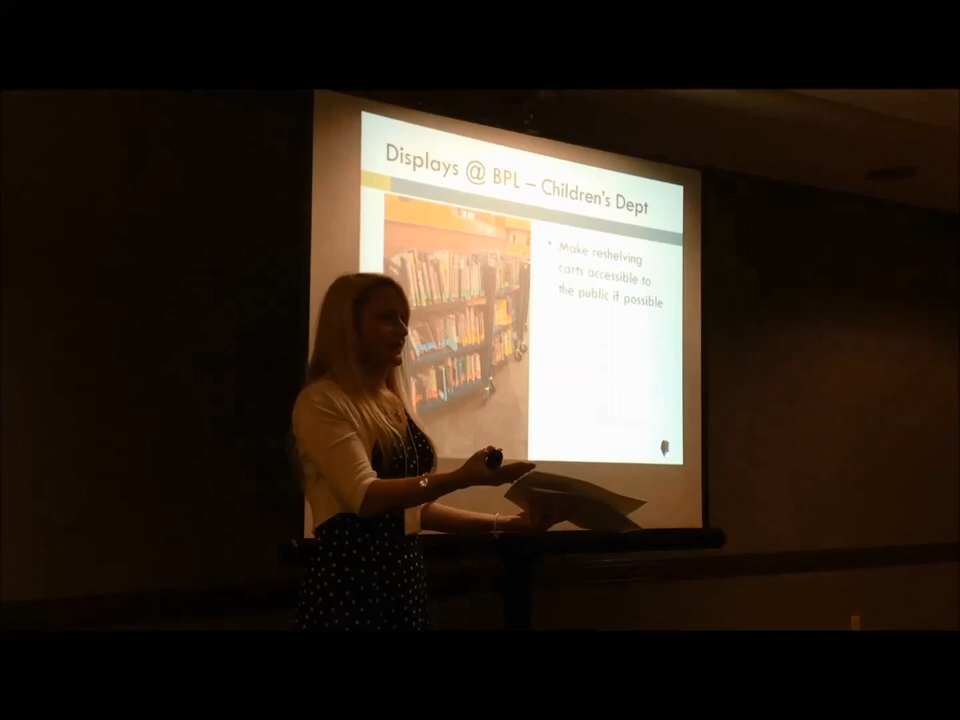 Displays @ BPL – Children's Dept
• Make reshelving
carts accessible to
the public if possible